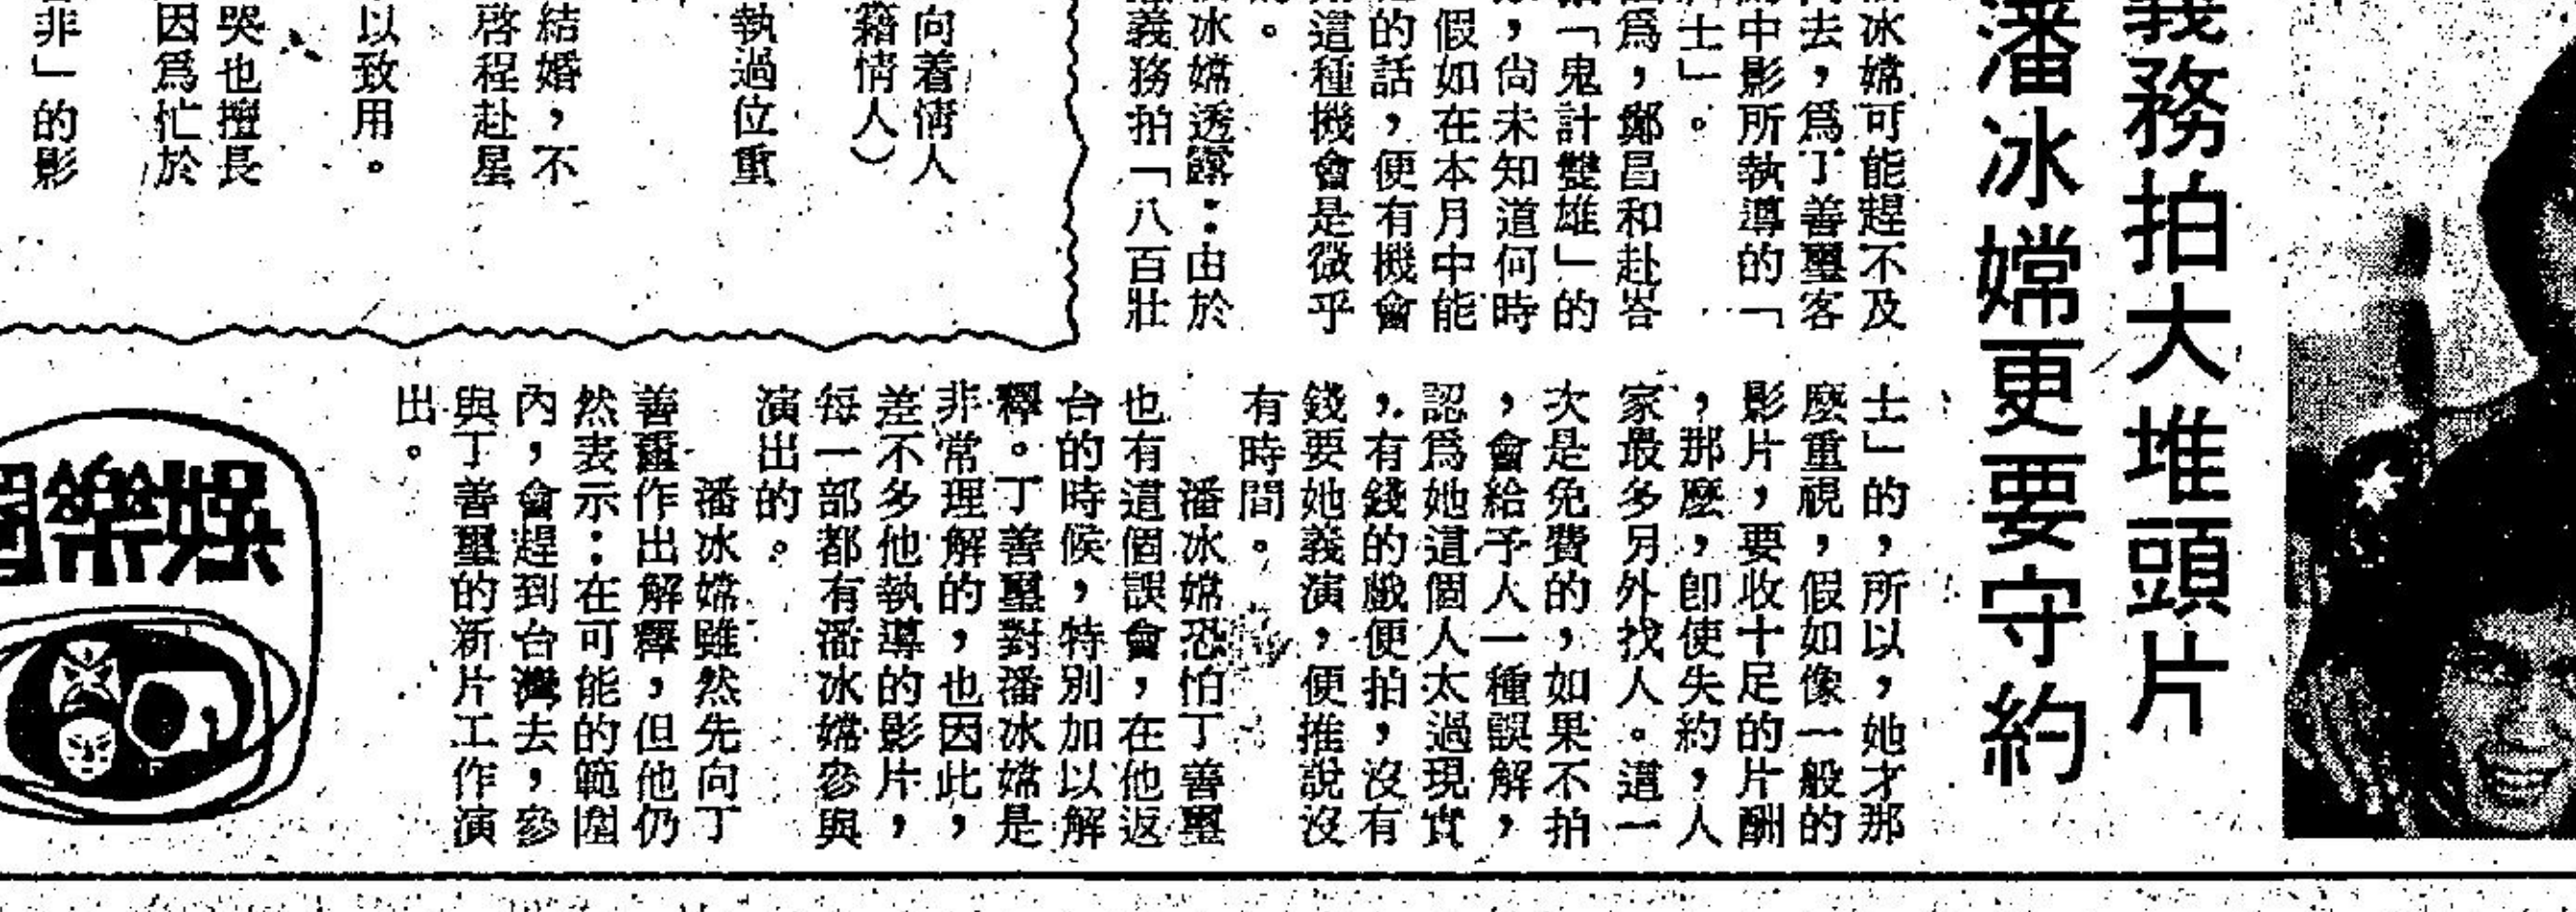 義務拍大堆頭片
潘冰嫦更要守約
冰嫦可能趕不及
去，爲丁善璽客
中影所執導的「
士」。
爲，鄭昌和赴峇
「鬼計雙雄」的
，尚未知道何時
假如在本月中能
的話，便有機會
這種機會是微乎
。
冰嫦透露：由於
義務拍「八百壯
士」的，所以，她才那
麼重視，假如像一般的
影片，要收十足的片酬
，那麼，卽使失約，人
家最多另外找人。這一
次是免費的，如果不拍
，會給予人一種誤解，
認爲她這個人太過現實
，有錢的戲便拍，沒有
錢要她義演，便推說沒
有時間。
潘冰嫦恐怕丁善璽
也有這個誤會，在他返
台的時候，特別加以解
釋。丁善璽對潘冰嫦是
非常理解的，也因此，
差不多他執導的影片，
每一部都有潘冰嫦參與
演出的。
潘冰嫦雖然先向丁
善璽作出解釋，但他仍
然表示：在可能的範圍
內，會趕到台灣去，參
與丁善璽的新片工作演
出。
向着情人
籍情人）
執過位重
結婚，不
啓程赴星
以致用。
哭也擅長
因爲忙於
非」的影
娛樂圈